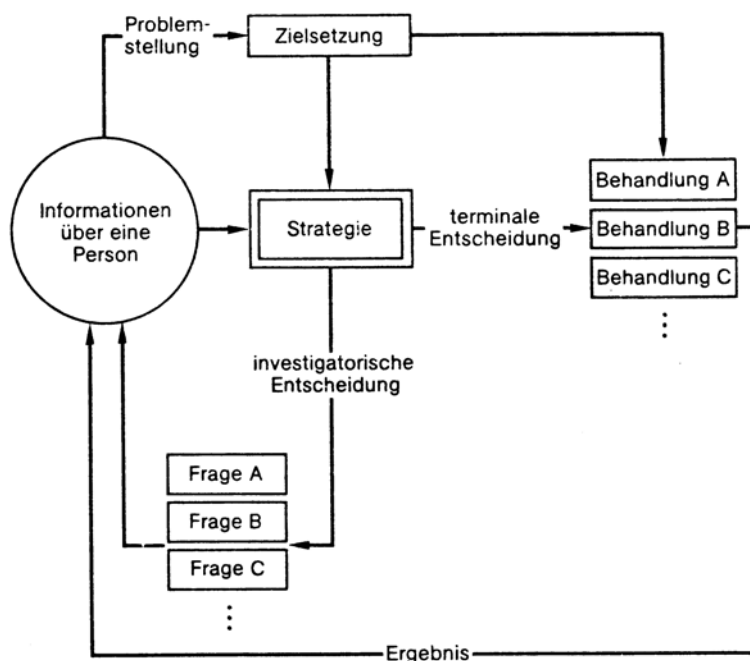 Problem-
stellung
Zielsetzung
Informationen
über eine
Person
Strategie
terminale
Entscheidung
Behandlung A
Behandlung B
Behandlung C
investigatorische
Entscheidung
Frage A
Frage B
Frage C
Ergebnis